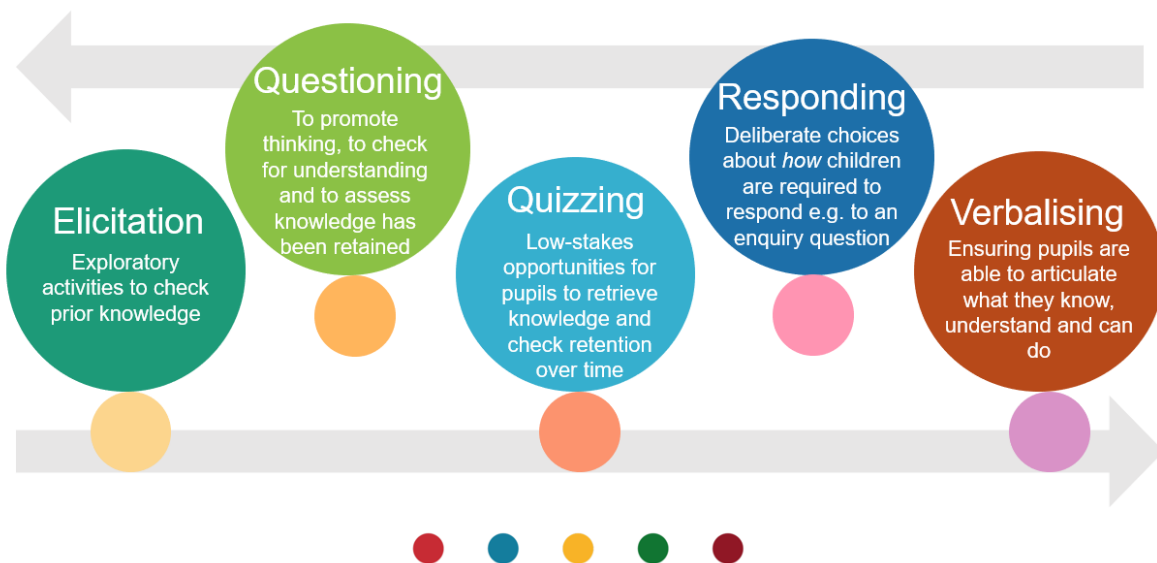 Elicitation
Exploratory
activities to check
prior knowledge
Questioning
To promote
thinking, to check
for understanding
and to assess
knowledge has
been retained
Quizzing
Low-stakes
opportunities for
pupils to retrieve
knowledge and
check retention
over time
Responding
Deliberate choices
about how children
are required to
respond e.g. to an
enquiry question
Verbalising
Ensuring pupils are
able to articulate
what they know,
understand and can
do